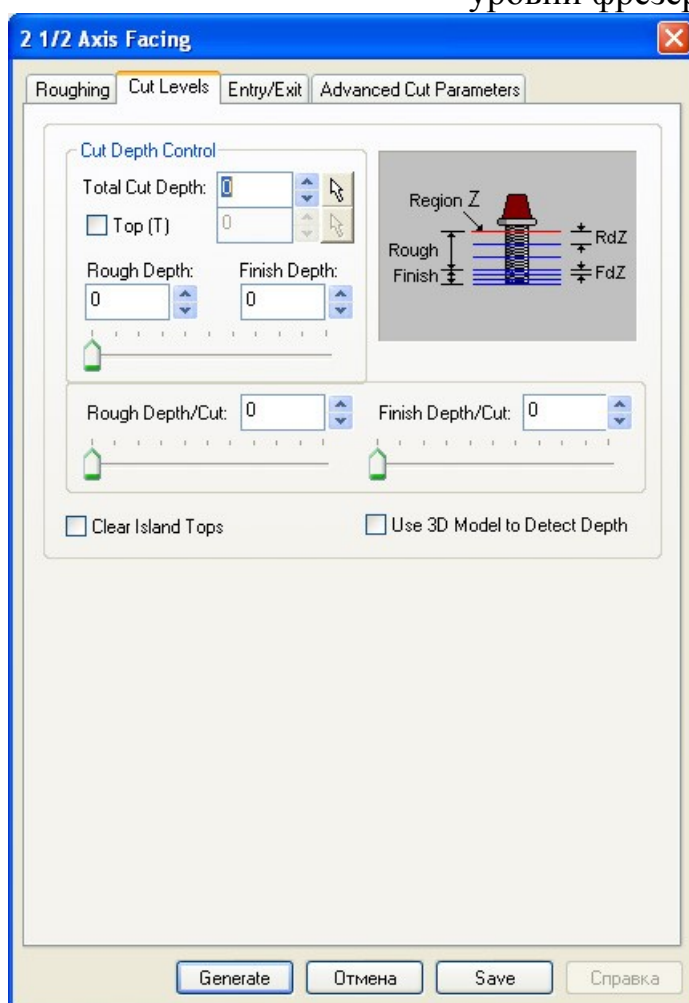 уровни фрезер
2 1/2 Axis Facing
Roughing Cut Levels Entry/Exit Advanced Cut Parameters
Cut Depth Control
Total Cut Depth: 0
Top (T) 0
Rough Depth: Finish Depth:
0 0
Region Z
Rough RdZ
Finish FdZ
Rough Depth/Cut: 0 Finish Depth/Cut: 0
Clear Island Tops Use 3D Model to Detect Depth
Generate Отмена Save Справка